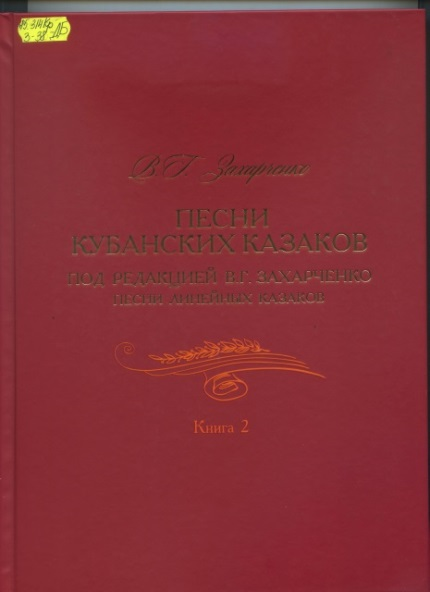 В. Г. Захарченко
ПЕСНИ
КУБАНСКИХ КАЗАКОВ
ПОД РЕДАКЦИЕЙ В.Г. ЗАХАРЧЕНКО
ПЕСНИ ЛИНЕЙНЫХ КАЗАКОВ
Книга 2